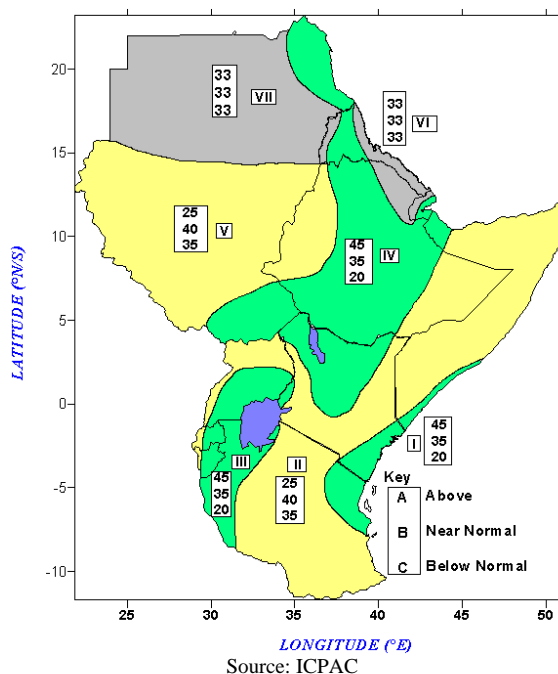 20
15
10
5
0
-5
-10
LATITUDE (°N/S)
33
33
33
VII
33
33
33
VI
25
40
35
V
45
35
20
IV
45
35
20
I
45
35
20
III
II
25
40
35
Key
A Above
B Near Normal
C Below Normal
25 30 35 40 45 50
LONGITUDE (°E)
Source: ICPAC